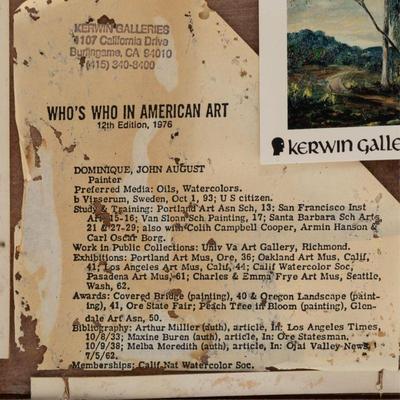 KERWIN GALLERIES
1107 California Drive
Burlingame, CA 94010
(415) 340-8400
WHO'S WHO IN AMERICAN ART
12th Edition, 1976
KERWIN GALLE
DOMINIQUE, JOHN AUGUST
Painter
Preferred Media: Oils, Watercolors.
b Virserum, Sweden, Oct 1, 93; U S citizen.
Study & Training: Portland Art Asn Sch, 13; San Francisco Inst
Art, 15-16; Van Sloan Sch Painting, 17; Santa Barbara Sch Arts,
21 & 27-29; also with Colin Campbell Cooper, Armin Hanson &
Carl Oscar Borg.
Work in Public Collections: Univ Va Art Gallery, Richmond.
Exhibitions: Portland Art Mus, Ore, 36; Oakland Art Mus, Calif,
41; Los Angeles Art Mus, Calif, 44; Calif Watercolor Soc,
Pasadena Art Mus, 61; Charles & Emma Frye Art Mus, Seattle,
Wash, 62.
Awards: Covered Bridge (painting), 40 & Oregon Landscape (paint-
ing), 41, Ore State Fair; Peach Tree in Bloom (painting), Glen-
dale Art Asn, 50.
Bibliography: Arthur Millier (auth), article, In: Los Angeles Times,
10/8/33; Maxine Buren (auth), article, In: Ore Statesman,
10/9/38; Melba Meredith (auth), article, In: Ojai Valley News,
7/5/62.
Memberships: Calif Nat Watercolor Soc.